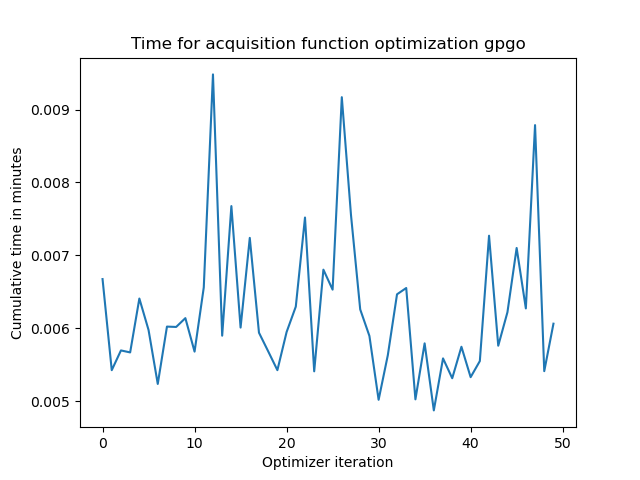 Time for acquisition function optimization gpgo
Cumulative time in minutes
0.009
0.008
0.007
0.006
0.005
0 10 20 30 40 50
Optimizer iteration